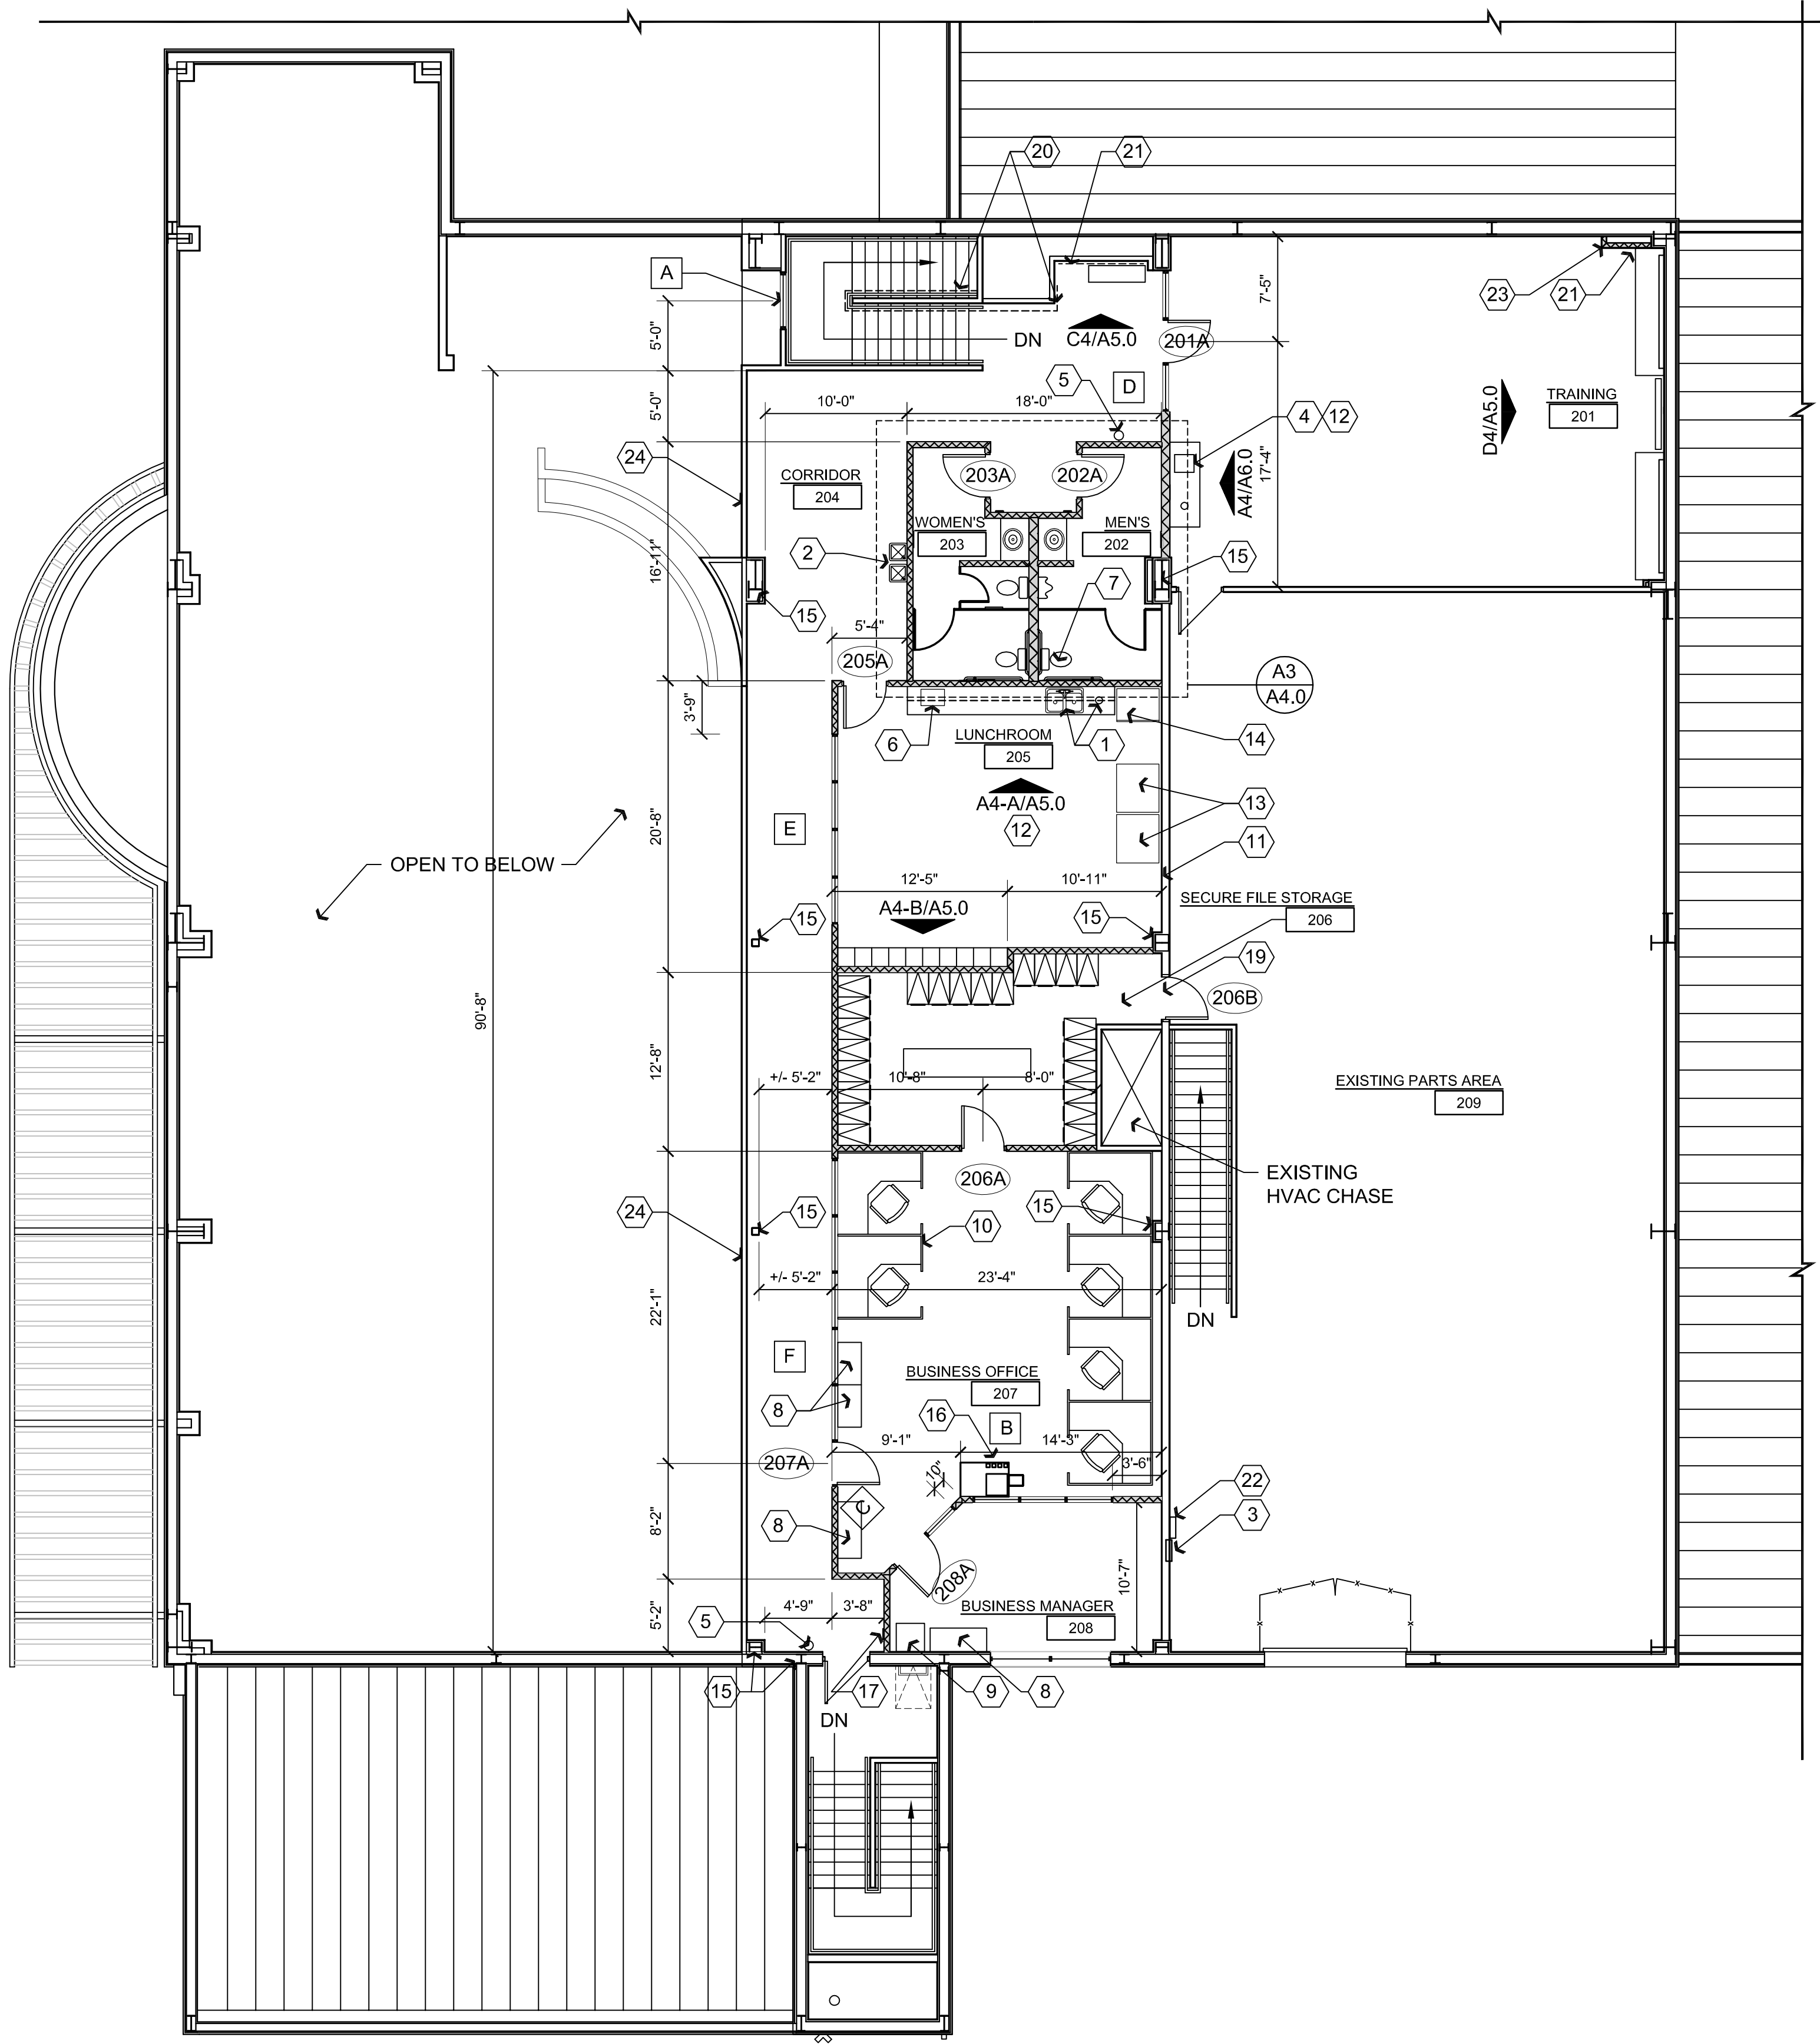 20
21
A
23
21
7'-5"
5'-0"
DN
C4/A5.0
201A
5
D
10'-0"
18'-0"
TRAINING
201
D4/A5.0
4
12
5'-0"
24
CORRIDOR
204
203A
202A
A4/A6.0
17'-4"
WOMEN'S
203
MEN'S
202
2
15
16'-11"
7
15
5'-4"
205A
A3
A4.0
3'-9"
6
LUNCHROOM
205
1
14
A4-A/A5.0
12
13
E
20'-8"
11
OPEN TO BELOW
12'-5"
10'-11"
SECURE FILE STORAGE
206
A4-B/A5.0
15
15
19
206B
90'-8"
12'-8"
+/- 5'-2"
10'-8"
8'-0"
EXISTING PARTS AREA
209
206A
EXISTING
HVAC CHASE
24
15
10
15
+/- 5'-2"
23'-4"
22'-1"
DN
F
BUSINESS OFFICE
207
8
16
B
9'-1"
14'-3"
207A
10"
3'-6"
22
C
3
8
8'-2"
208A
10'-7"
BUSINESS MANAGER
208
5'-2"
5
4'-9"
3'-8"
15
17
9
8
DN